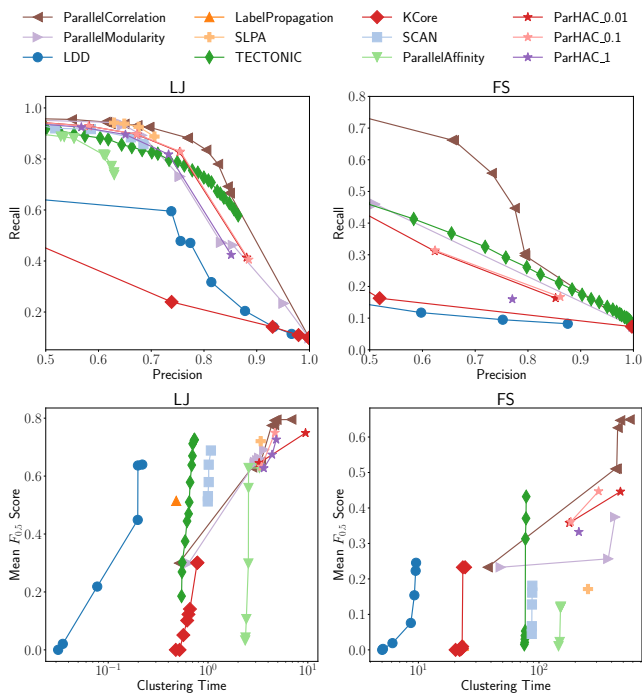 ParallelCorrelation LabelPropagation KCore ParHAC_0.01
ParallelModularity SLPA SCAN ParHAC_0.1
LDD TECTONIC ParallelAffinity ParHAC_1
LJ FS
1.0 0.8
0.7
0.8 0.6
0.5
0.6 0.4
0.4 0.3
0.2
0.2 0.1
0.5 0.6 0.7 0.8 0.9 1.0 0.5 0.6 0.7 0.8 0.9 1.0
Recall Recall
Precision Precision
LJ FS
0.8 0.8
0.7
0.6 0.6
0.5
0.4 0.4
0.3
0.2 0.2
0.1
0.0 0.0
Mean F0.5 Score Mean F0.5 Score
10⁻¹ 10⁰ 10¹ 10¹ 10²
Clustering Time Clustering Time